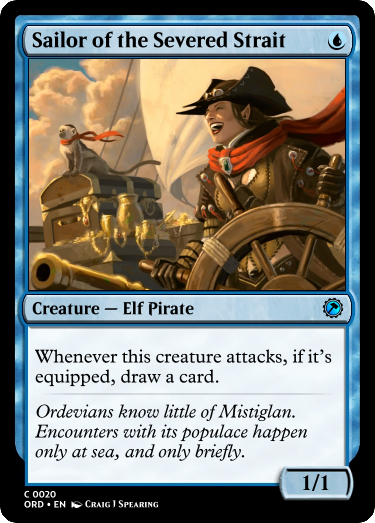 Sailor of the Severed Strait
Creature — Elf Pirate
Whenever this creature attacks, if it's
equipped, draw a card.
Ordevians know little of Mistiglan.
Encounters with its populace happen
only at sea, and only briefly.
1/1
C 0020
ORD • EN Craig J Spearing